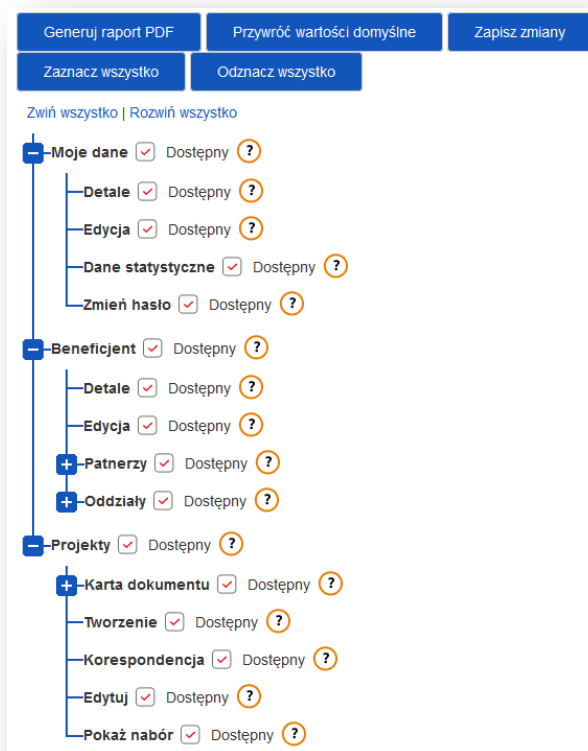 Generuj raport PDF Przywróć wartości domyślne Zapisz zmiany
Zaznacz wszystko Odznacz wszystko
Zwiń wszystko | Rozwiń wszystko
Moje dane Dostępny ?
Detale Dostępny ?
Edycja Dostępny ?
Dane statystyczne Dostępny ?
Zmień hasło Dostępny ?
Beneficjent Dostępny ?
Detale Dostępny ?
Edycja Dostępny ?
Patnerzy Dostępny ?
Oddziały Dostępny ?
Projekty Dostępny ?
Karta dokumentu Dostępny ?
Tworzenie Dostępny ?
Korespondencja Dostępny ?
Edytuj Dostępny ?
Pokaż nabór Dostępny ?